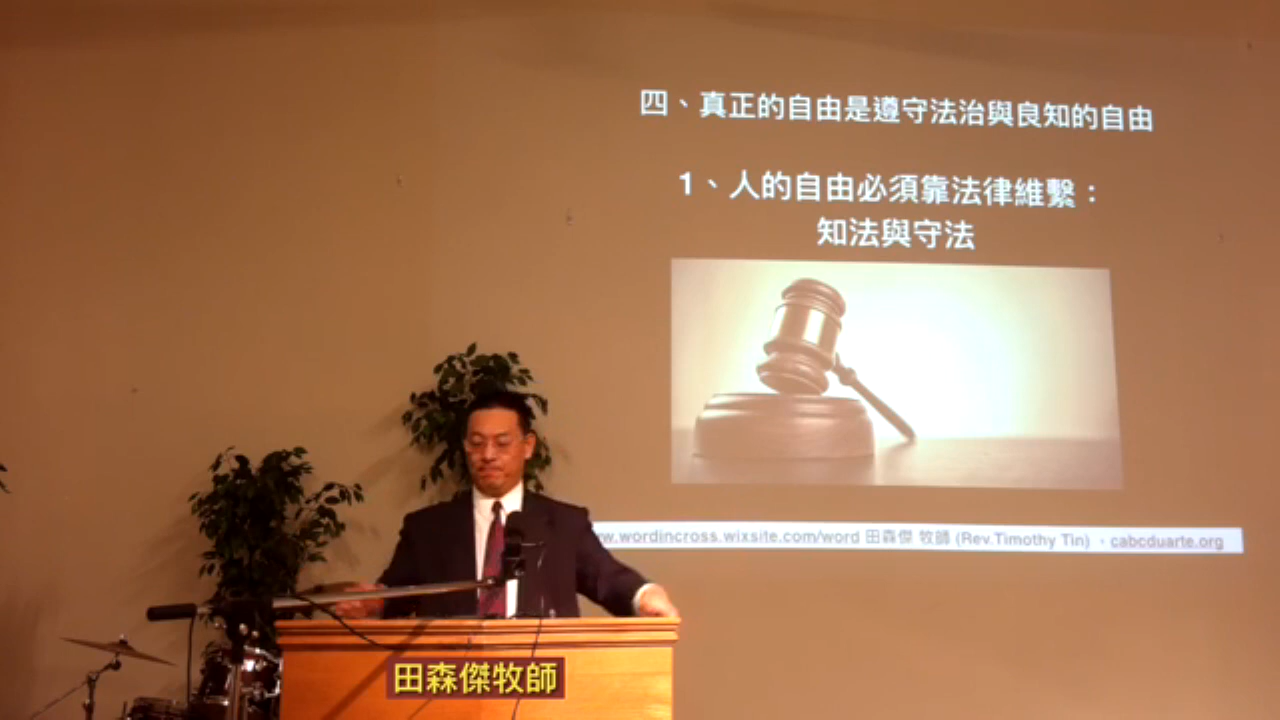 四、真正的自由是遵守法治與良知的自由
1、人的自由必須靠法律維繫：
知法與守法
www.wordincross.wixsite.com/word 田森傑 牧師 (Rev.Timothy Tin) ，cabcduarte.org
田森傑牧師